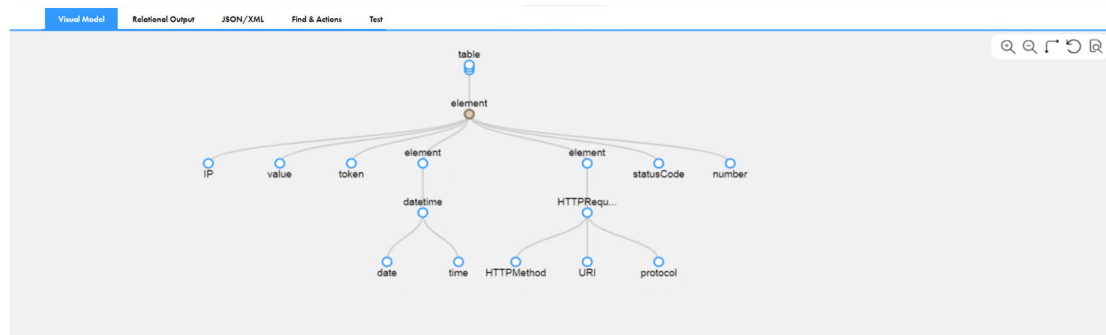 Visual Model Relational Output JSON/XML Find & Actions Test
table
element
element element
IP value token statusCode number
datetime HTTPRequ...
date time HTTPMethod URI protocol